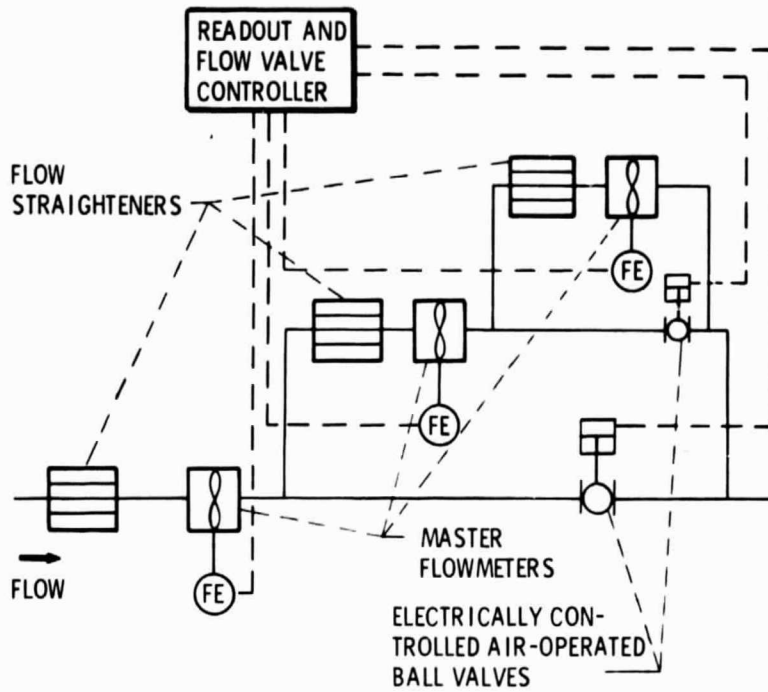 READOUT AND
FLOW VALVE
CONTROLLER
FLOW
STRAIGHTENERS
FE
FE
FE
FLOW
MASTER
FLOWMETERS
ELECTRICALLY CON-
TROLLED AIR-OPERATED
BALL VALVES